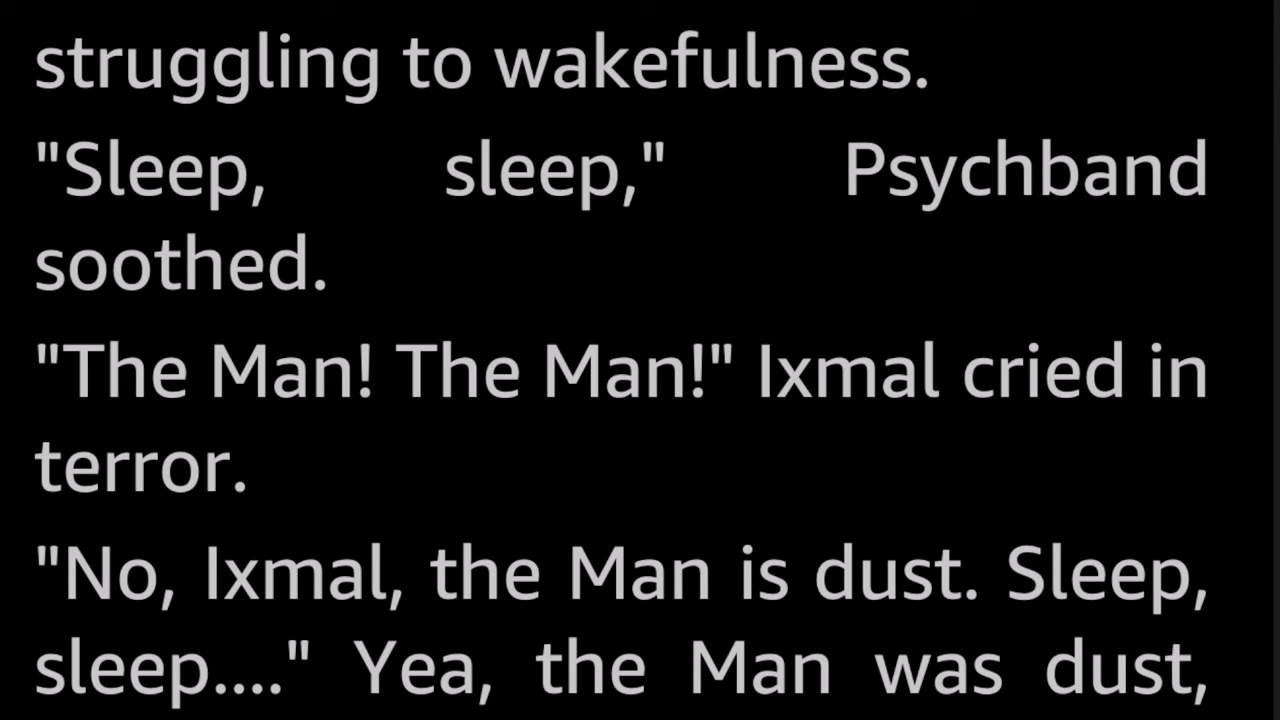 struggling to wakefulness.
"Sleep, sleep," Psychband
soothed.
"The Man! The Man!" Ixmal cried in
terror.
"No, Ixmal, the Man is dust. Sleep,
sleep...." Yea, the Man was dust,